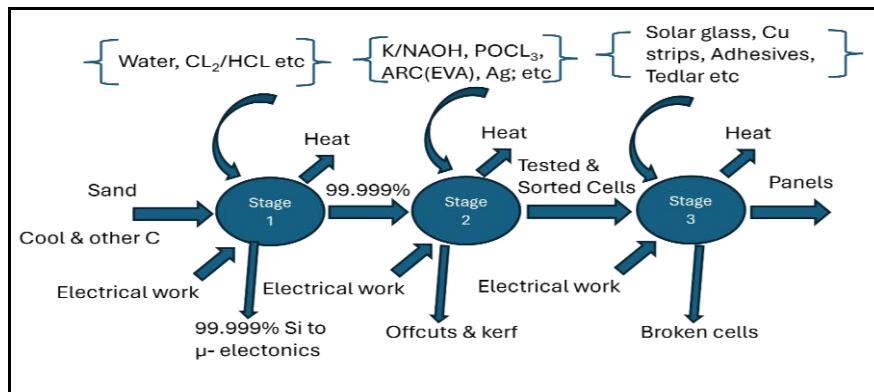 Water, CL₂/HCL etc
K/NAOH, POCL₃,
ARC(EVA), Ag; etc
Solar glass, Cu
strips, Adhesives,
Tedlar etc
Heat
Heat
Heat
Sand
Cool & other C
Stage
1
99.999%
Stage
2
Tested &
Sorted Cells
Stage
3
Panels
Electrical work
Electrical work
Electrical work
99.999% Si to
µ- electonics
Offcuts & kerf
Broken cells